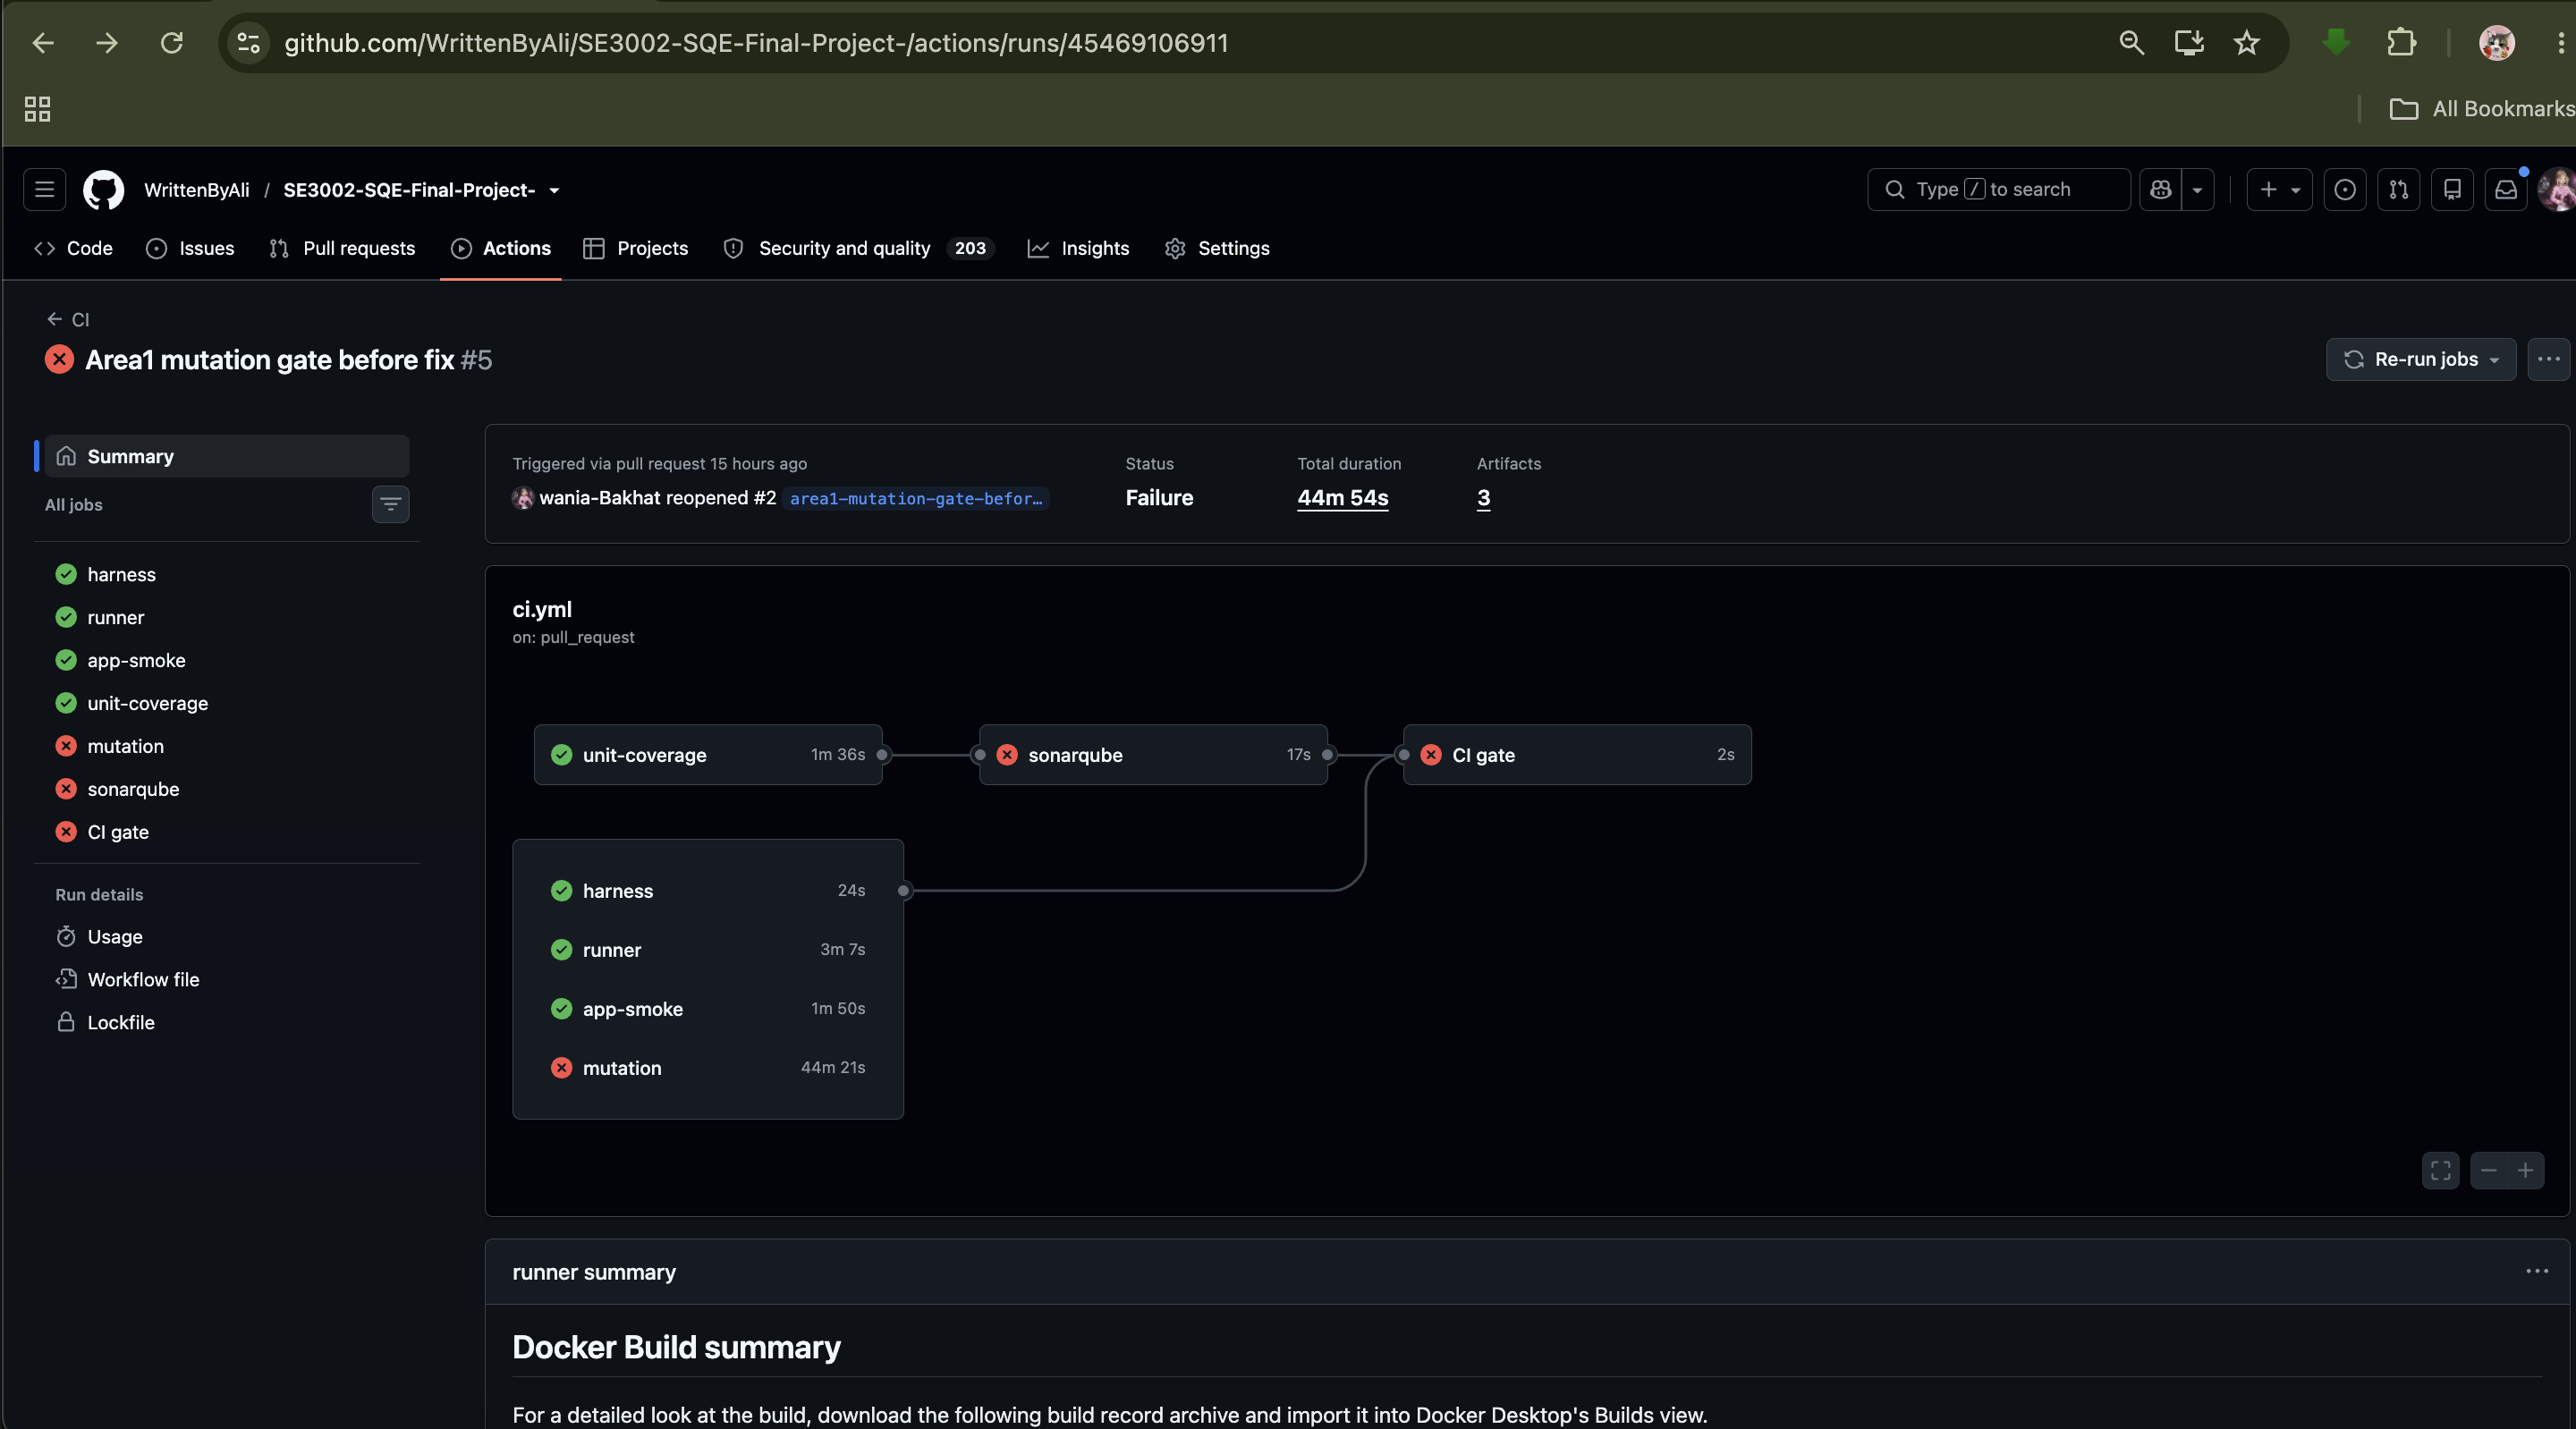 github.com/WrittenByAli/SE3002-SQE-Final-Project-/actions/runs/45469106911
All Bookmarks
WrittenByAli / SE3002-SQE-Final-Project-
Type / to search
Code Issues Pull requests Actions Projects Security and quality 203 Insights Settings
CI
Area1 mutation gate before fix #5
Re-run jobs
Summary
All jobs
harness
runner
app-smoke
unit-coverage
mutation
sonarqube
CI gate
Run details
Usage
Workflow file
Lockfile
Triggered via pull request 15 hours ago
wania-Bakhat reopened #2 area1-mutation-gate-befor…
Status
Failure
Total duration
44m 54s
Artifacts
3
ci.yml
on: pull_request
unit-coverage 1m 36s
sonarqube 17s
CI gate 2s
harness 24s
runner 3m 7s
app-smoke 1m 50s
mutation 44m 21s
runner summary
Docker Build summary
For a detailed look at the build, download the following build record archive and import it into Docker Desktop's Builds view.